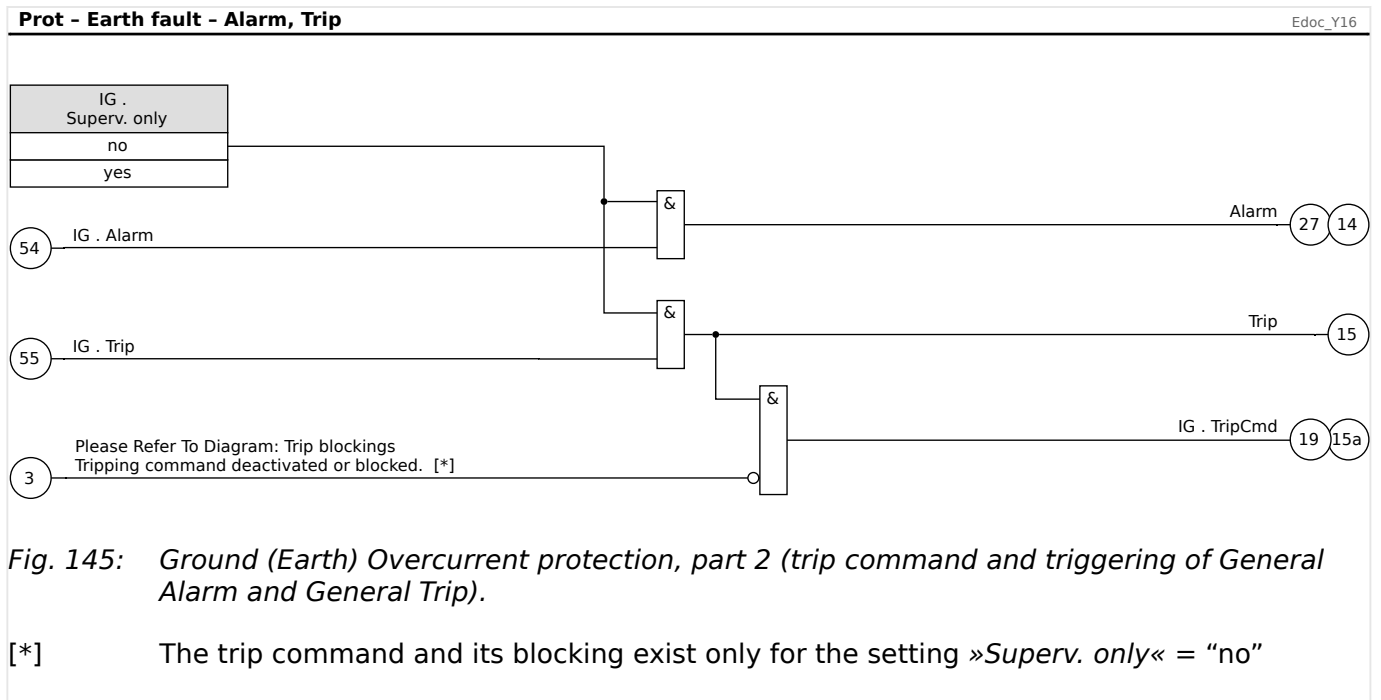 Prot – Earth fault – Alarm, Trip
Edoc_Y16
IG .
Superv. only
no
yes
&
Alarm
27
14
54
IG . Alarm
&
Trip
15
55
IG . Trip
&
IG . TripCmd
19
15a
Please Refer To Diagram: Trip blockings
Tripping command deactivated or blocked. [*]
3
Fig. 145: Ground (Earth) Overcurrent protection, part 2 (trip command and triggering of General
Alarm and General Trip).
[*] The trip command and its blocking exist only for the setting »Superv. only« = “no”